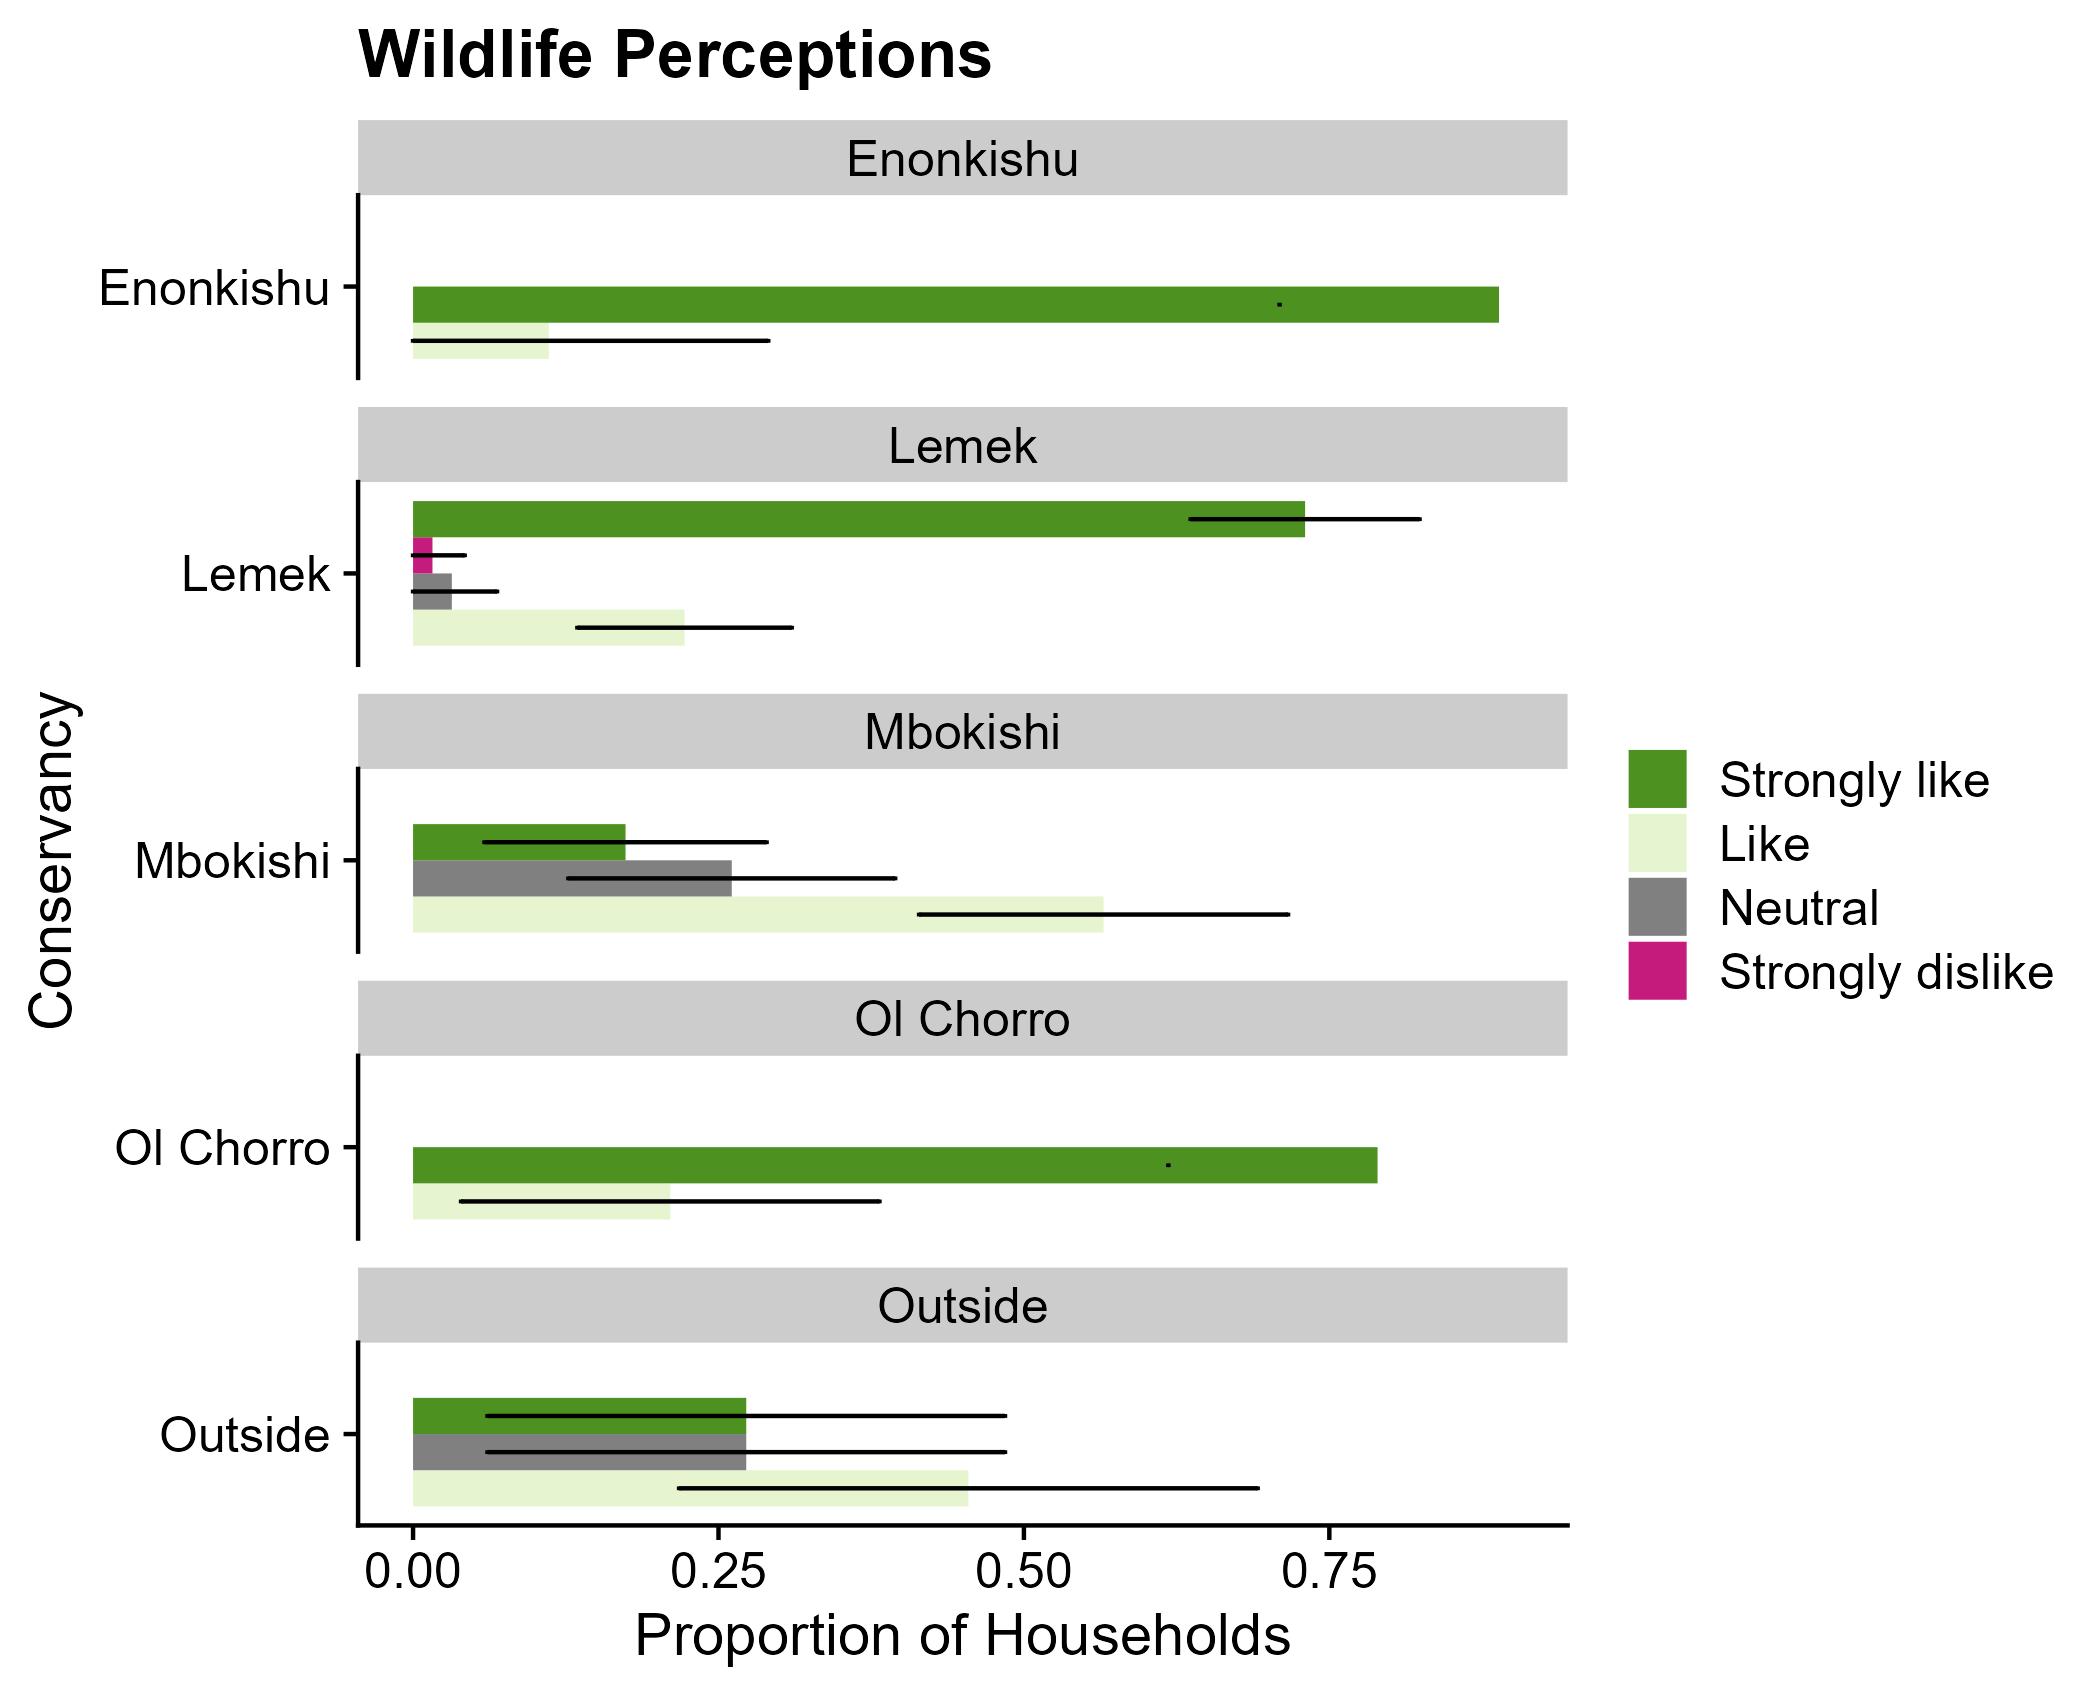 Wildlife Perceptions
Enonkishu
Enonkishu
Lemek
Lemek
Mbokishi
Mbokishi
Ol Chorro
Ol Chorro
Outside
Outside
0.00 0.25 0.50 0.75
Proportion of Households
Conservancy
Strongly like
Like
Neutral
Strongly dislike